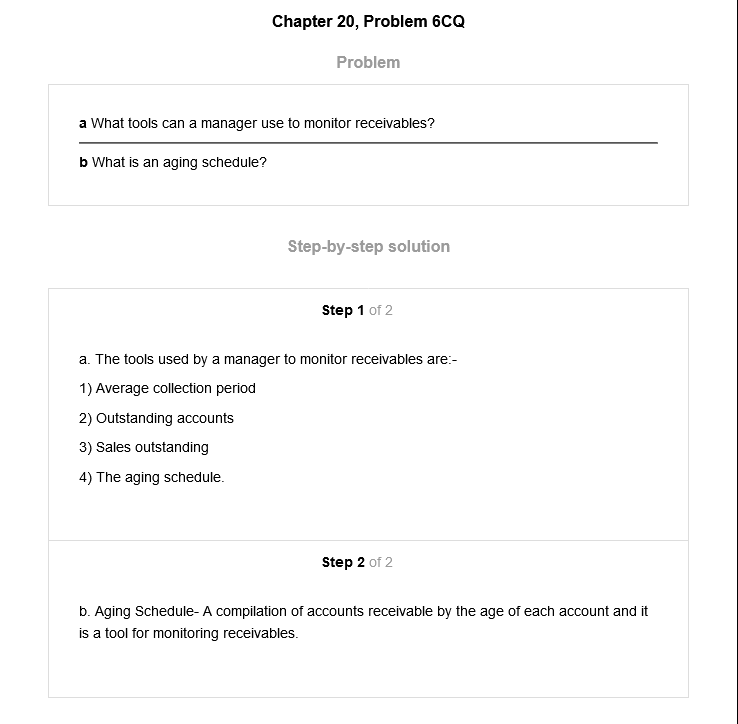 Chapter 20, Problem 6CQ
Problem
a What tools can a manager use to monitor receivables?
b What is an aging schedule?
Step-by-step solution
Step 1 of 2
a. The tools used by a manager to monitor receivables are:-
1) Average collection period
2) Outstanding accounts
3) Sales outstanding
4) The aging schedule.
Step 2 of 2
b. Aging Schedule- A compilation of accounts receivable by the age of each account and it
is a tool for monitoring receivables.